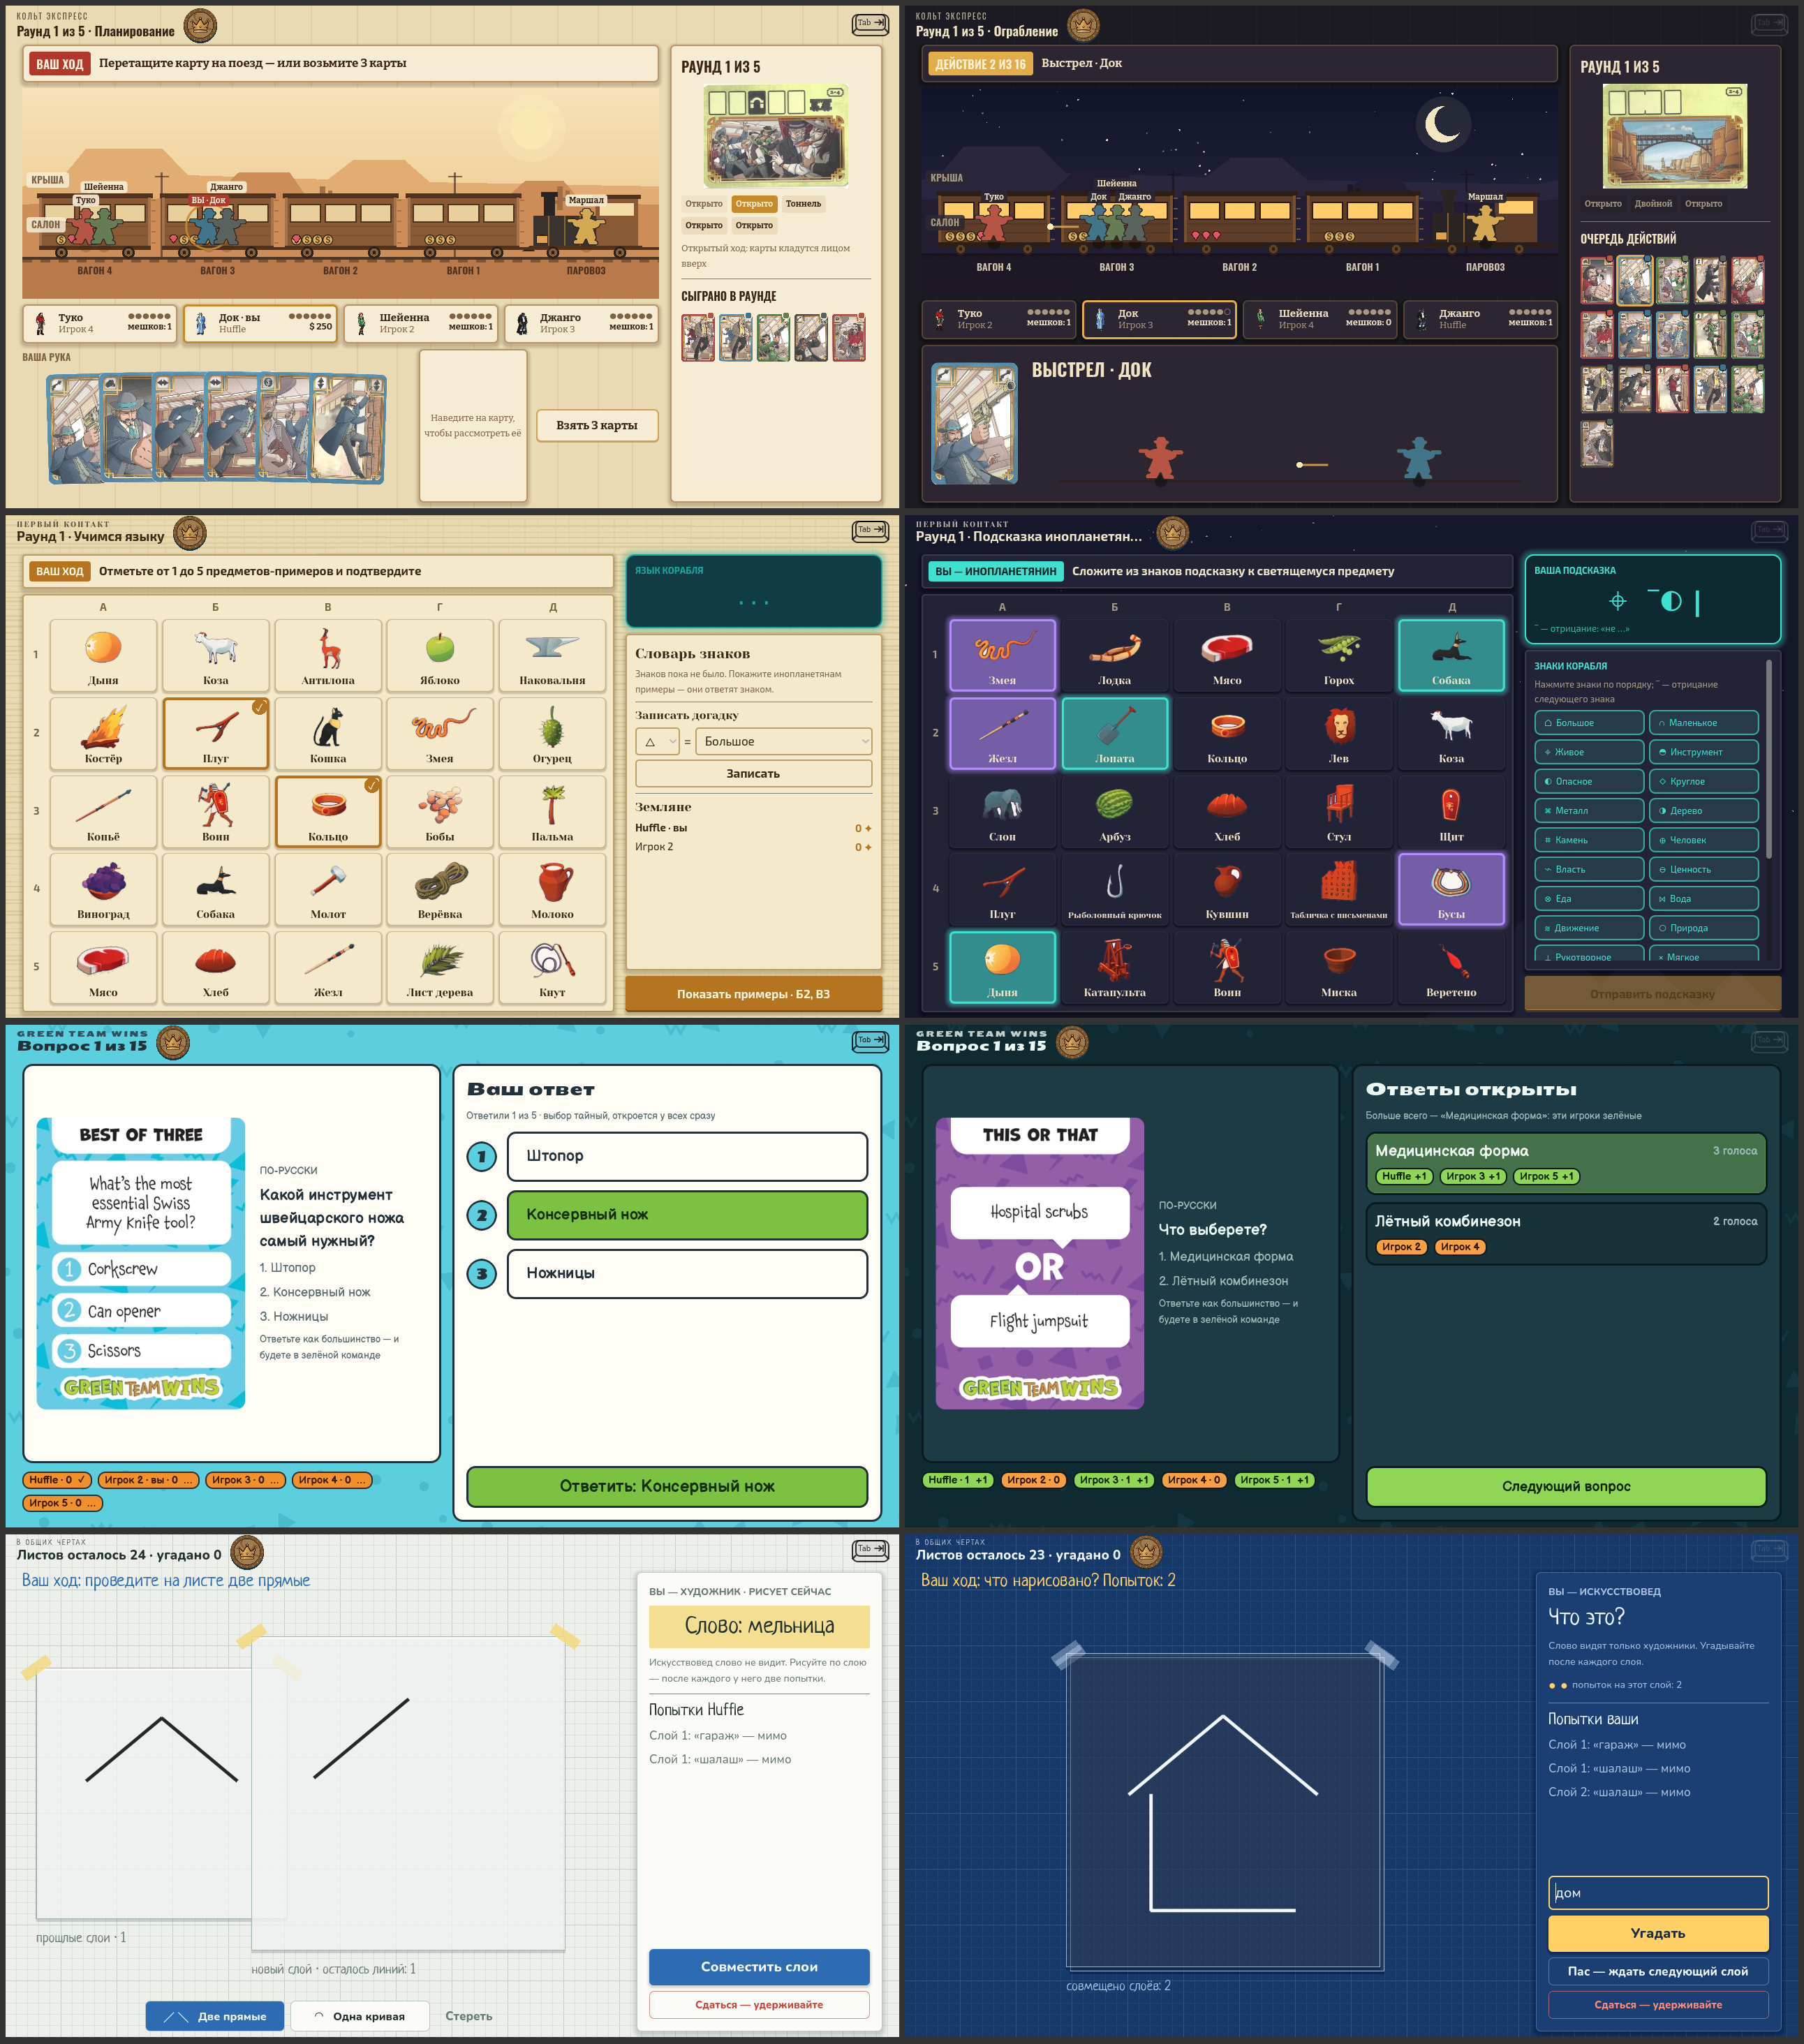 КОЛЬТ ЭКСПРЕСС
Раунд 1 из 5 · Планирование
Tab
ВАШ ХОД
Перетащите карту на поезд — или возьмите 3 карты
КРЫША
САЛОН
Шейенна
Туко
Джанго
ВЫ · Док
Маршал
ВАГОН 4
ВАГОН 3
ВАГОН 2
ВАГОН 1
ПАРОВОЗ
Туко
Игрок 4
мешков: 1
Док · вы
Huffle
$ 250
Шейенна
Игрок 2
мешков: 1
Джанго
Игрок 3
мешков: 1
ВАША РУКА
Наведите на карту,
чтобы рассмотреть её
Взять 3 карты
РАУНД 1 ИЗ 5
Открыто
Открыто
Тоннель
Открыто
Открыто
Открытый ход: карты кладутся лицом
вверх
СЫГРАНО В РАУНДЕ
КОЛЬТ ЭКСПРЕСС
Раунд 1 из 5 · Ограбление
Tab
ДЕЙСТВИЕ 2 ИЗ 16
Выстрел · Док
КРЫША
САЛОН
Туко
Шейенна
Док
Джанго
Маршал
ВАГОН 4
ВАГОН 3
ВАГОН 2
ВАГОН 1
ПАРОВОЗ
Туко
Игрок 2
мешков: 1
Док
Игрок 3
мешков: 1
Шейенна
Игрок 4
мешков: 0
Джанго
Huffle
мешков: 1
ВЫСТРЕЛ · ДОК
РАУНД 1 ИЗ 5
Открыто
Двойной
Открыто
ОЧЕРЕДЬ ДЕЙСТВИЙ
ПЕРВЫЙ КОНТАКТ
Раунд 1 · Учимся языку
Tab
ВАШ ХОД
Отметьте от 1 до 5 предметов-примеров и подтвердите
А
Б
В
Г
Д
1
Дыня
Коза
Антилопа
Яблоко
Наковальня
2
Костёр
Плуг
Кошка
Змея
Огурец
3
Копьё
Воин
Кольцо
Бобы
Пальма
4
Виноград
Собака
Молот
Верёвка
Молоко
5
Мясо
Хлеб
Жезл
Лист дерева
Кнут
ЯЗЫК КОРАБЛЯ
. . .
Словарь знаков
Знаков пока не было. Покажите инопланетянам
примеры — они ответят знаком.
Записать догадку
△ = Большое
Записать
Земляне
Huffle · вы
0 ✦
Игрок 2
0 ✦
Показать примеры · Б2, В3
ПЕРВЫЙ КОНТАКТ
Раунд 1 · Подсказка инопланетян...
Tab
ВЫ — ИНОПЛАНЕТЯНИН
Сложите из знаков подсказку к светящемуся предмету
А
Б
В
Г
Д
1
Змея
Лодка
Мясо
Горох
Собака
2
Жезл
Лопата
Кольцо
Лев
Коза
3
Слон
Арбуз
Хлеб
Стул
Щит
4
Плуг
Рыболовный крючок
Кувшин
Табличка с письменами
Бусы
5
Дыня
Катапульта
Воин
Миска
Веретено
ВАША ПОДСКАЗКА
‾ — отрицание: «не ...»
ЗНАКИ КОРАБЛЯ
Нажмите знаки по порядку; ‾ — отрицание
следующего знака
Большое
Маленькое
Живое
Инструмент
Опасное
Круглое
Металл
Дерево
Камень
Человек
Власть
Ценность
Еда
Вода
Движение
Природа
Рукотворное
Мягкое
Отправить подсказку
GREEN TEAM WINS
Вопрос 1 из 15
Tab
BEST OF THREE
What's the most
essential Swiss
Army Knife tool?
1 Corkscrew
2 Can opener
3 Scissors
GREEN TEAM WINS
ПО-РУССКИ
Какой инструмент
швейцарского ножа
самый нужный?
1. Штопор
2. Консервный нож
3. Ножницы
Ответьте как большинство — и
будете в зелёной команде
Huffle · 0 ✓
Игрок 2 · вы · 0 ...
Игрок 3 · 0 ...
Игрок 4 · 0 ...
Игрок 5 · 0 ...
Ваш ответ
Ответили 1 из 5 · выбор тайный, откроется у всех сразу
1
Штопор
2
Консервный нож
3
Ножницы
Ответить: Консервный нож
GREEN TEAM WINS
Вопрос 1 из 15
Tab
THIS OR THAT
Hospital scrubs
OR
Flight jumpsuit
GREEN TEAM WINS
ПО-РУССКИ
Что выберете?
1. Медицинская форма
2. Лётный комбинезон
Ответьте как большинство — и
будете в зелёной команде
Huffle · 1 +1
Игрок 2 · 0
Игрок 3 · 1 +1
Игрок 4 · 0
Игрок 5 · 1 +1
Ответы открыты
Больше всего — «Медицинская форма»: эти игроки зелёные
Медицинская форма
3 голоса
Huffle +1
Игрок 3 +1
Игрок 5 +1
Лётный комбинезон
2 голоса
Игрок 2
Игрок 4
Следующий вопрос
В ОБЩИХ ЧЕРТАХ
Листов осталось 24 · угадано 0
Tab
Ваш ход: проведите на листе две прямые
прошлые слои · 1
новый слой · осталось линий: 1
Две прямые
Одна кривая
Стереть
ВЫ — ХУДОЖНИК · РИСУЕТ СЕЙЧАС
Слово: мельница
Искусствовед слово не видит. Рисуйте по слою
— после каждого у него две попытки.
Попытки Huffle
Слой 1: «гараж» — мимо
Слой 1: «шалаш» — мимо
Совместить слои
Сдаться — удерживайте
В ОБЩИХ ЧЕРТАХ
Листов осталось 23 · угадано 0
Tab
Ваш ход: что нарисовано? Попыток: 2
совмещено слоёв: 2
ВЫ — ИСКУССТВОВЕД
Что это?
Слово видят только художники. Угадывайте
после каждого слоя.
попыток на этот слой: 2
Попытки ваши
Слой 1: «гараж» — мимо
Слой 1: «шалаш» — мимо
Слой 2: «шалаш» — мимо
дом
Угадать
Пас — ждать следующий слой
Сдаться — удерживайте